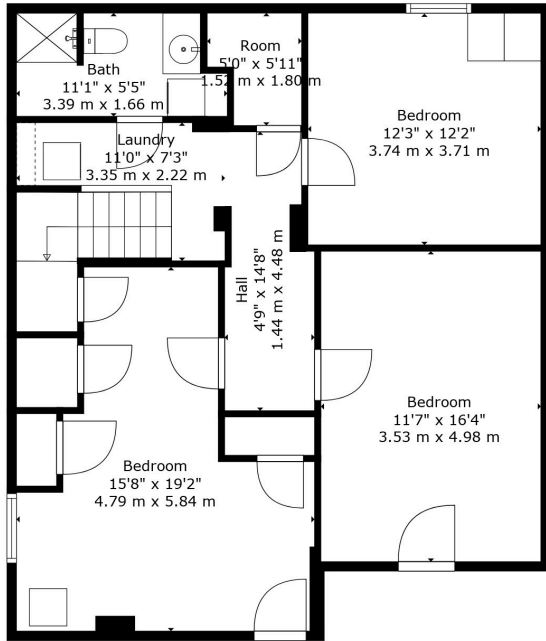 Bath
11'1" x 5'5"
3.39 m x 1.66 m
Room
5'0" x 5'11"
1.52 m x 1.80 m
Bedroom
12'3" x 12'2"
3.74 m x 3.71 m
Laundry
11'0" x 7'3"
3.35 m x 2.22 m
Hall
4'9" x 14'8"
1.44 m x 4.48 m
Bedroom
11'7" x 16'4"
3.53 m x 4.98 m
Bedroom
15'8" x 19'2"
4.79 m x 5.84 m